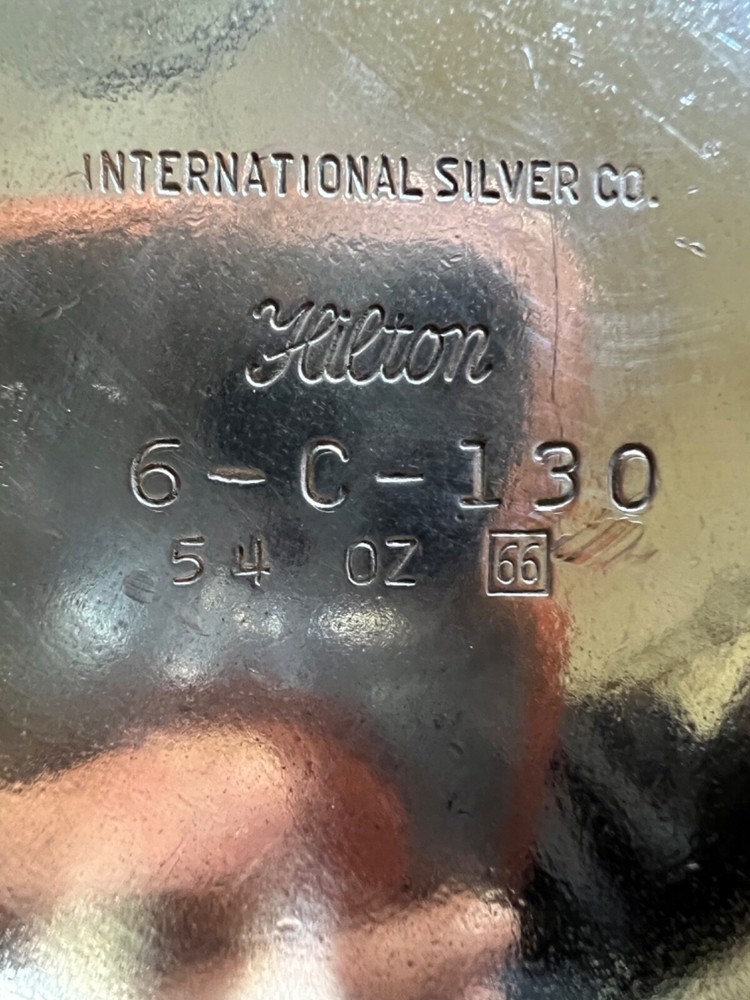 INTERNATIONAL SILVER CO.
Hilton
6-C-130
54 OZ 66